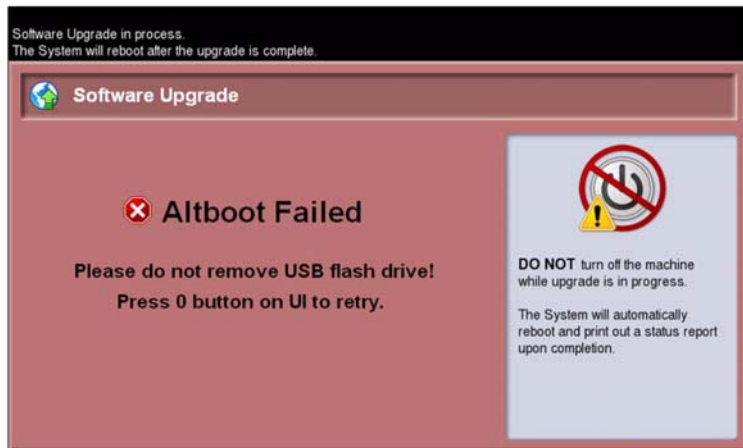 Software Upgrade in process.
The System will reboot after the upgrade is complete.
Software Upgrade
Altboot Failed
Please do not remove USB flash drive!
Press 0 button on UI to retry.
DO NOT turn off the machine
while upgrade is in progress.
The System will automatically
reboot and print out a status report
upon completion.